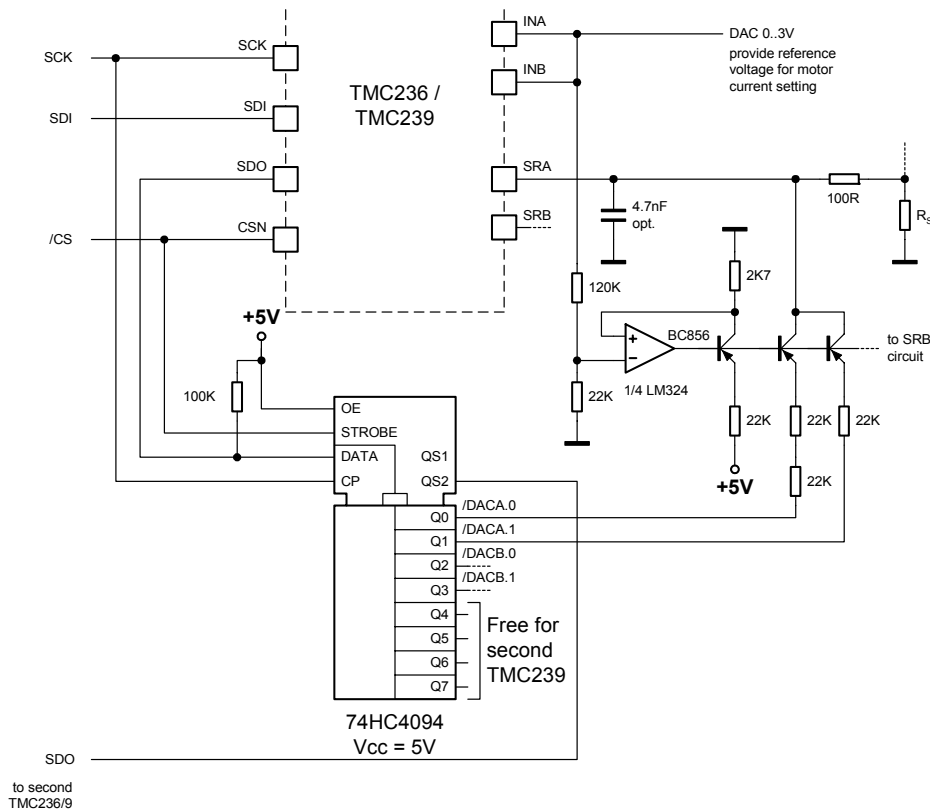 INA
SCK
SCK
INB
DAC 0..3V
provide reference
voltage for motor
current setting
TMC236 /
TMC239
SDI
SDI
SDO
SRA
100R
4.7nF
opt.
SRB
RS
/CS
CSN
120K
2K7
+5V
BC856
+
−
to SRB
circuit
1/4 LM324
22K
100K
22K
22K
22K
+5V
22K
OE
STROBE
DATA
QS1
CP
QS2
/DACA.0
Q0
/DACA.1
Q1
/DACB.0
Q2
/DACB.1
Q3
Q4
Q5
Q6
Q7
Free for
second
TMC239
74HC4094
Vcc = 5V
SDO
to second
TMC236/9